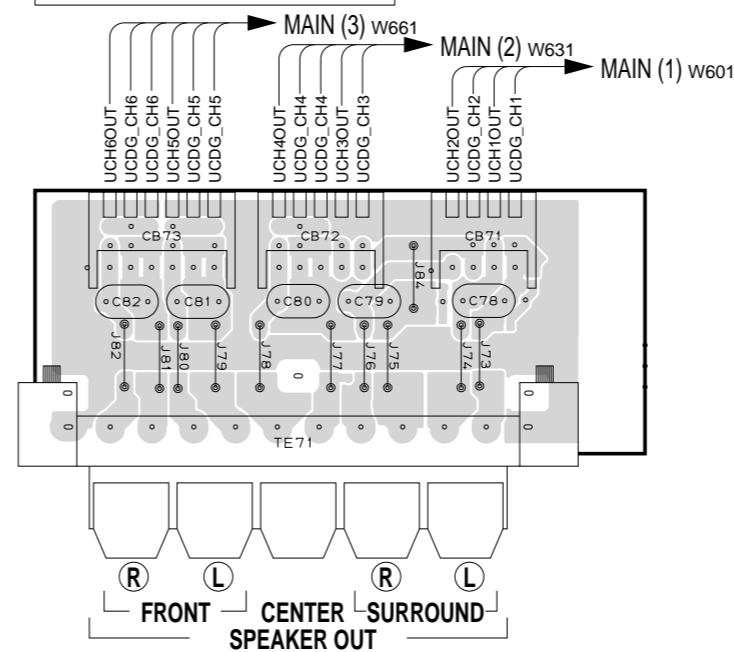 MAIN (3) W661
MAIN (2) W631
MAIN (1) W601
UCH6OUT
UCDG_CH6
UCDG_CH6
UCH5OUT
UCDG_CH5
UCDG_CH5
UCH4OUT
UCDG_CH4
UCDG_CH4
UCH3OUT
UCDG_CH3
UCH2OUT
UCDG_CH2
UCH1OUT
UCDG_CH1
CB73
CB72
CB71
J84
C82
C81
C80
C79
C78
J82
J81
J80
J79
J78
J77
J76
J75
J74
J73
TE71
R
L
R
L
FRONT
CENTER
SURROUND
SPEAKER OUT